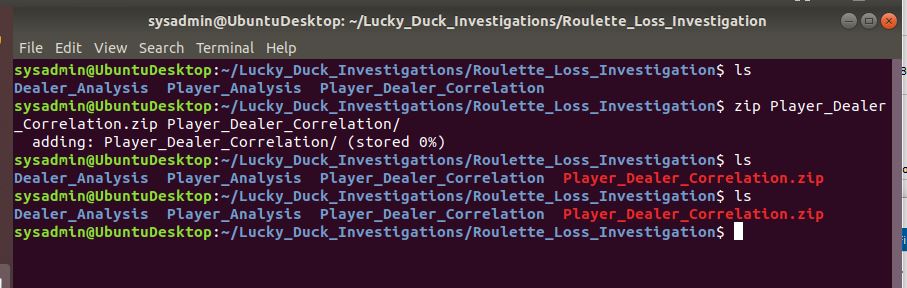 sysadmin@UbuntuDesktop: ~/Lucky_Duck_Investigations/Roulette_Loss_Investigation
File Edit View Search Terminal Help
sysadmin@UbuntuDesktop:~/Lucky_Duck_Investigations/Roulette_Loss_Investigation$ ls
Dealer_Analysis Player_Analysis Player_Dealer_Correlation
sysadmin@UbuntuDesktop:~/Lucky_Duck_Investigations/Roulette_Loss_Investigation$ zip Player_Dealer
_Correlation.zip Player_Dealer_Correlation/
adding: Player_Dealer_Correlation/ (stored 0%)
sysadmin@UbuntuDesktop:~/Lucky_Duck_Investigations/Roulette_Loss_Investigation$ ls
Dealer_Analysis Player_Analysis Player_Dealer_Correlation Player_Dealer_Correlation.zip
sysadmin@UbuntuDesktop:~/Lucky_Duck_Investigations/Roulette_Loss_Investigation$ ls
Dealer_Analysis Player_Analysis Player_Dealer_Correlation Player_Dealer_Correlation.zip
sysadmin@UbuntuDesktop:~/Lucky_Duck_Investigations/Roulette_Loss_Investigation$